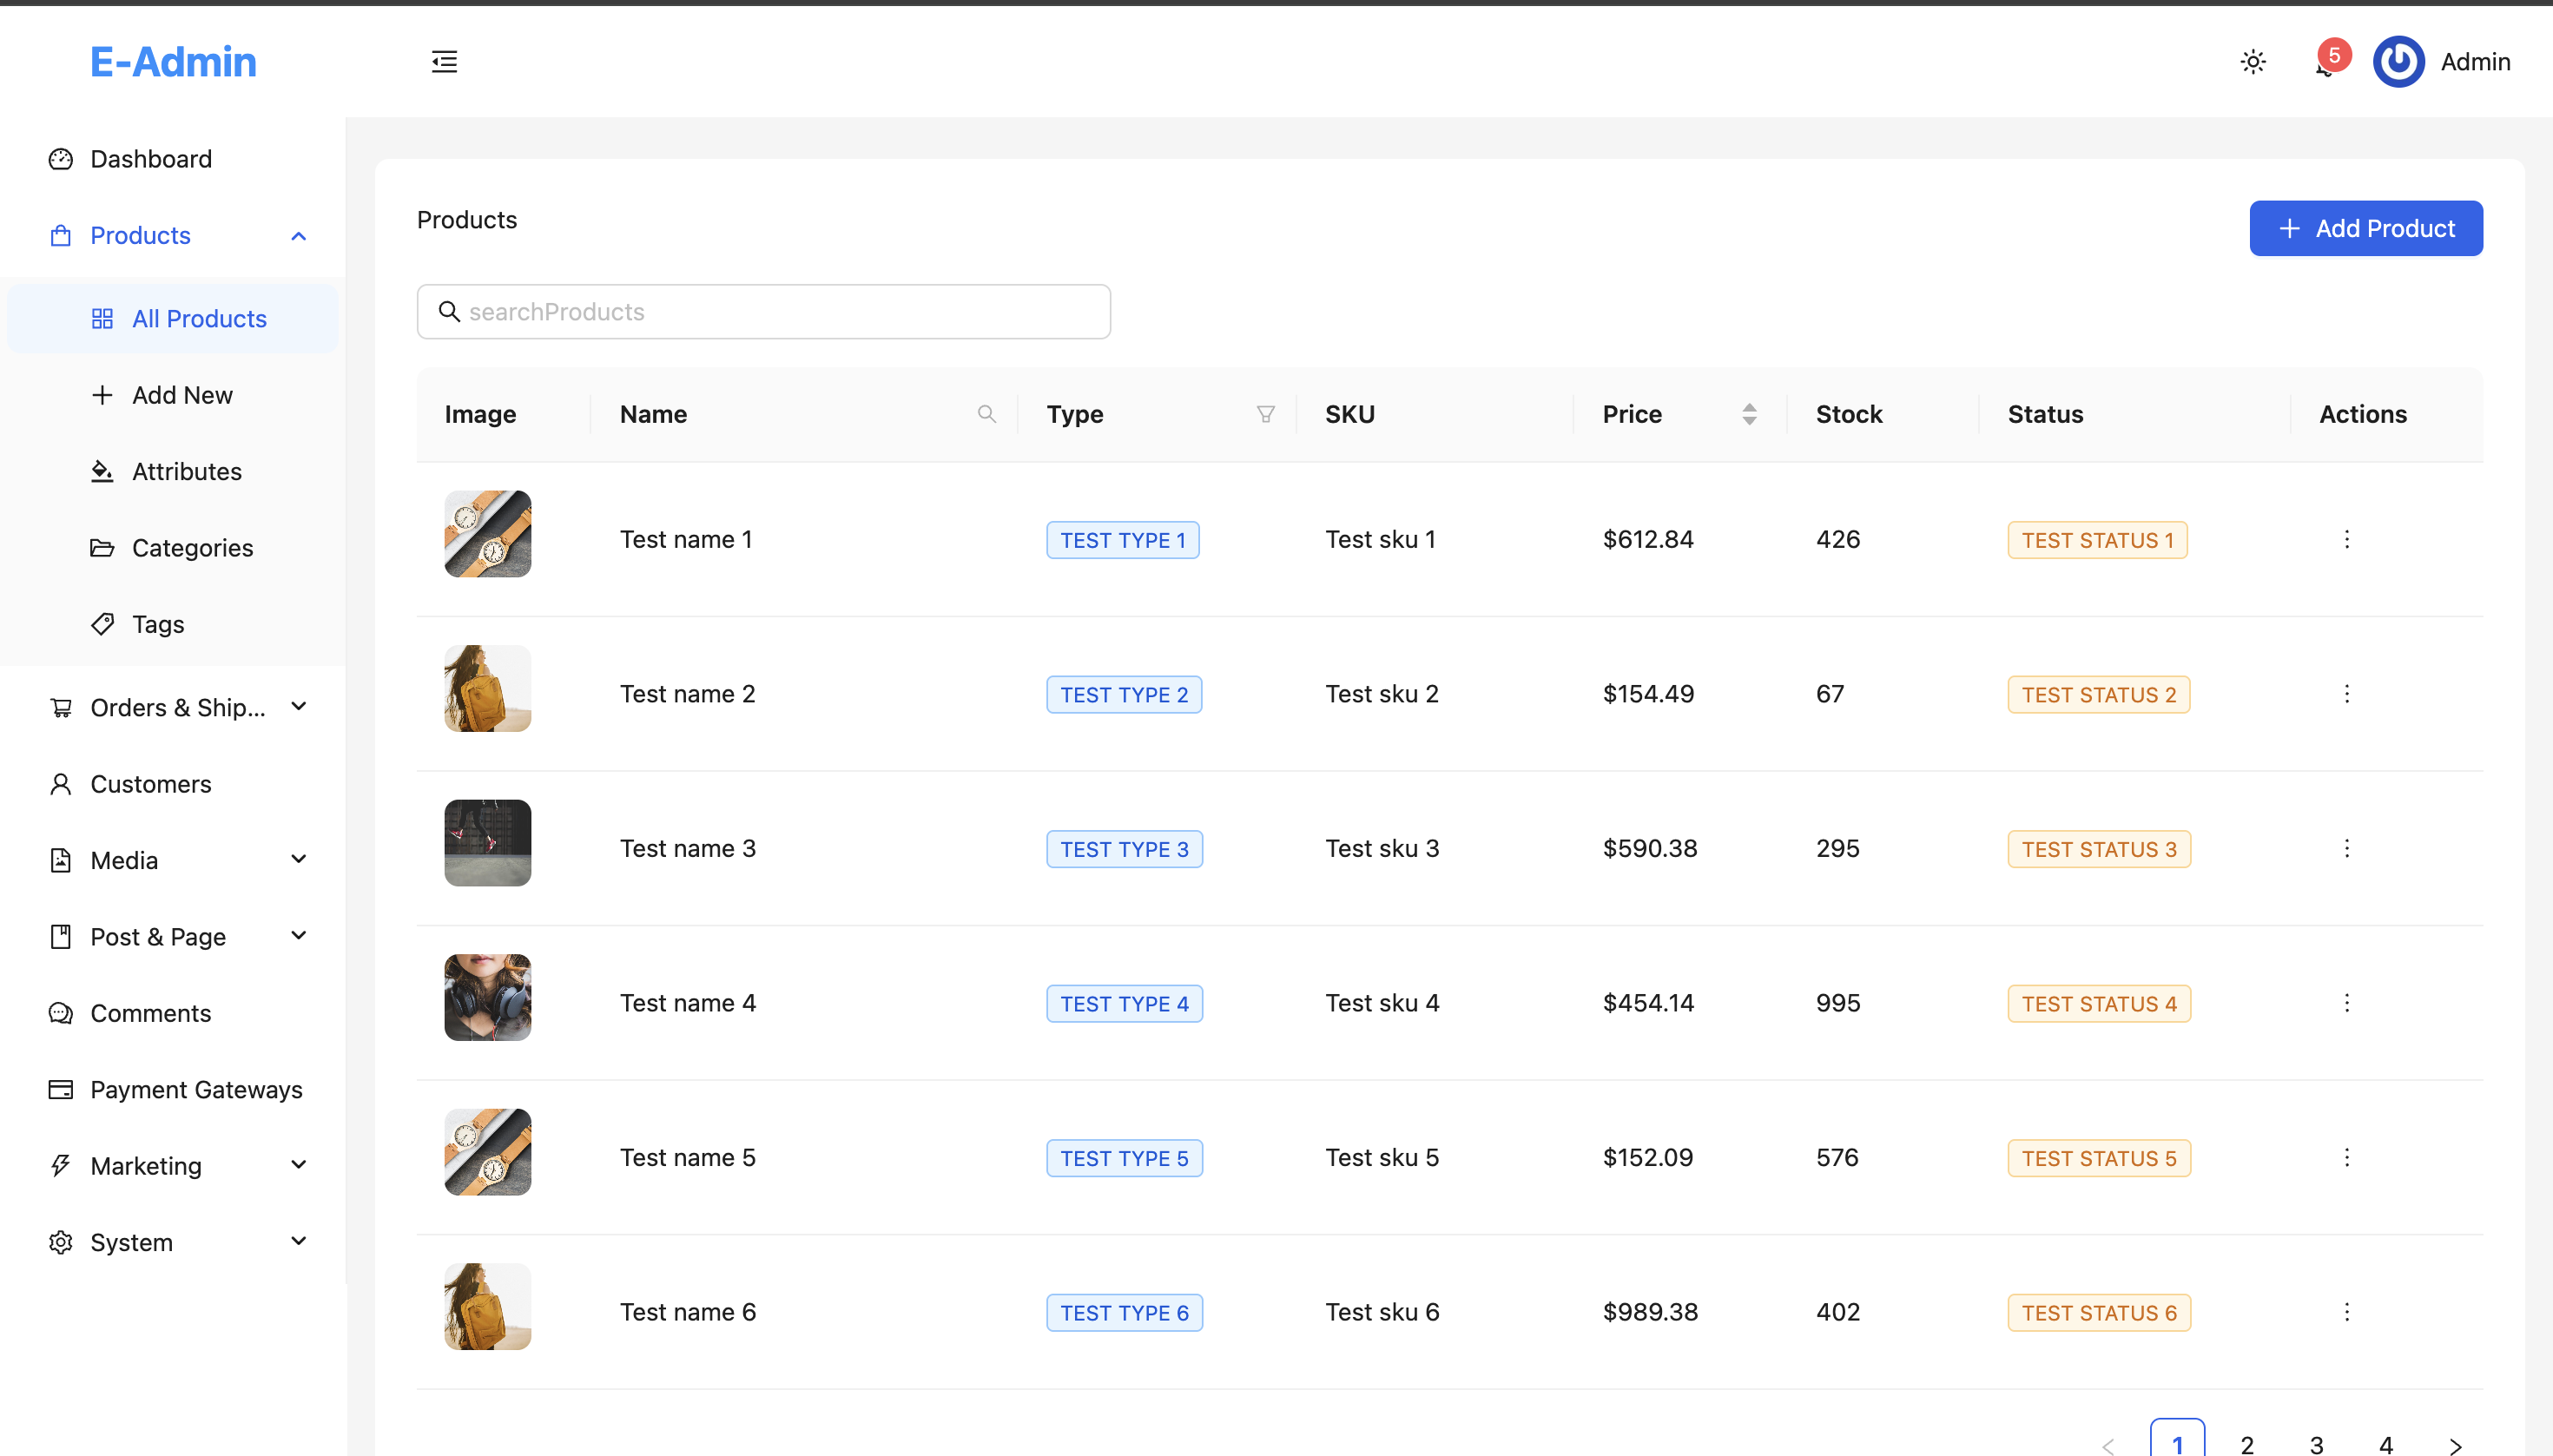 E-Admin
5
Admin
Dashboard
Products
All Products
Add New
Attributes
Categories
Tags
Orders & Ship...
Customers
Media
Post & Page
Comments
Payment Gateways
Marketing
System
Products
Add Product
searchProducts
Image Name Type SKU Price Stock Status Actions
Test name 1 TEST TYPE 1 Test sku 1 $612.84 426 TEST STATUS 1
Test name 2 TEST TYPE 2 Test sku 2 $154.49 67 TEST STATUS 2
Test name 3 TEST TYPE 3 Test sku 3 $590.38 295 TEST STATUS 3
Test name 4 TEST TYPE 4 Test sku 4 $454.14 995 TEST STATUS 4
Test name 5 TEST TYPE 5 Test sku 5 $152.09 576 TEST STATUS 5
Test name 6 TEST TYPE 6 Test sku 6 $989.38 402 TEST STATUS 6
1 2 3 4